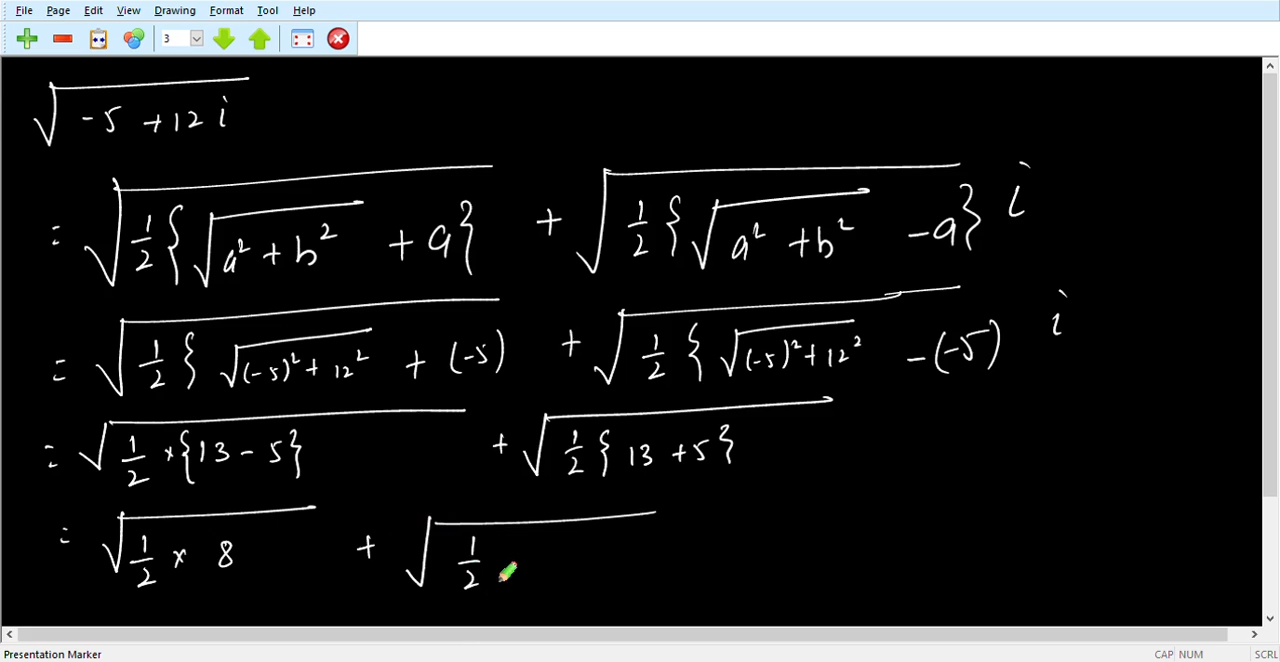 File Page Edit View Drawing Format Tool Help
3
√(-5 +12i)
= √(1/2{√(a²+b²) +a}) + √(1/2{√(a² +b²) -a}) i
= √(1/2}√((-5)²+12²) + (-5)) + √(1/2{√((-5)²+12²) -(-5)) i
= √(1/2×{13-5}) + √(1/2{13+5})
= √(1/2 × 8) + √(1/2
Presentation Marker CAP NUM SCRL